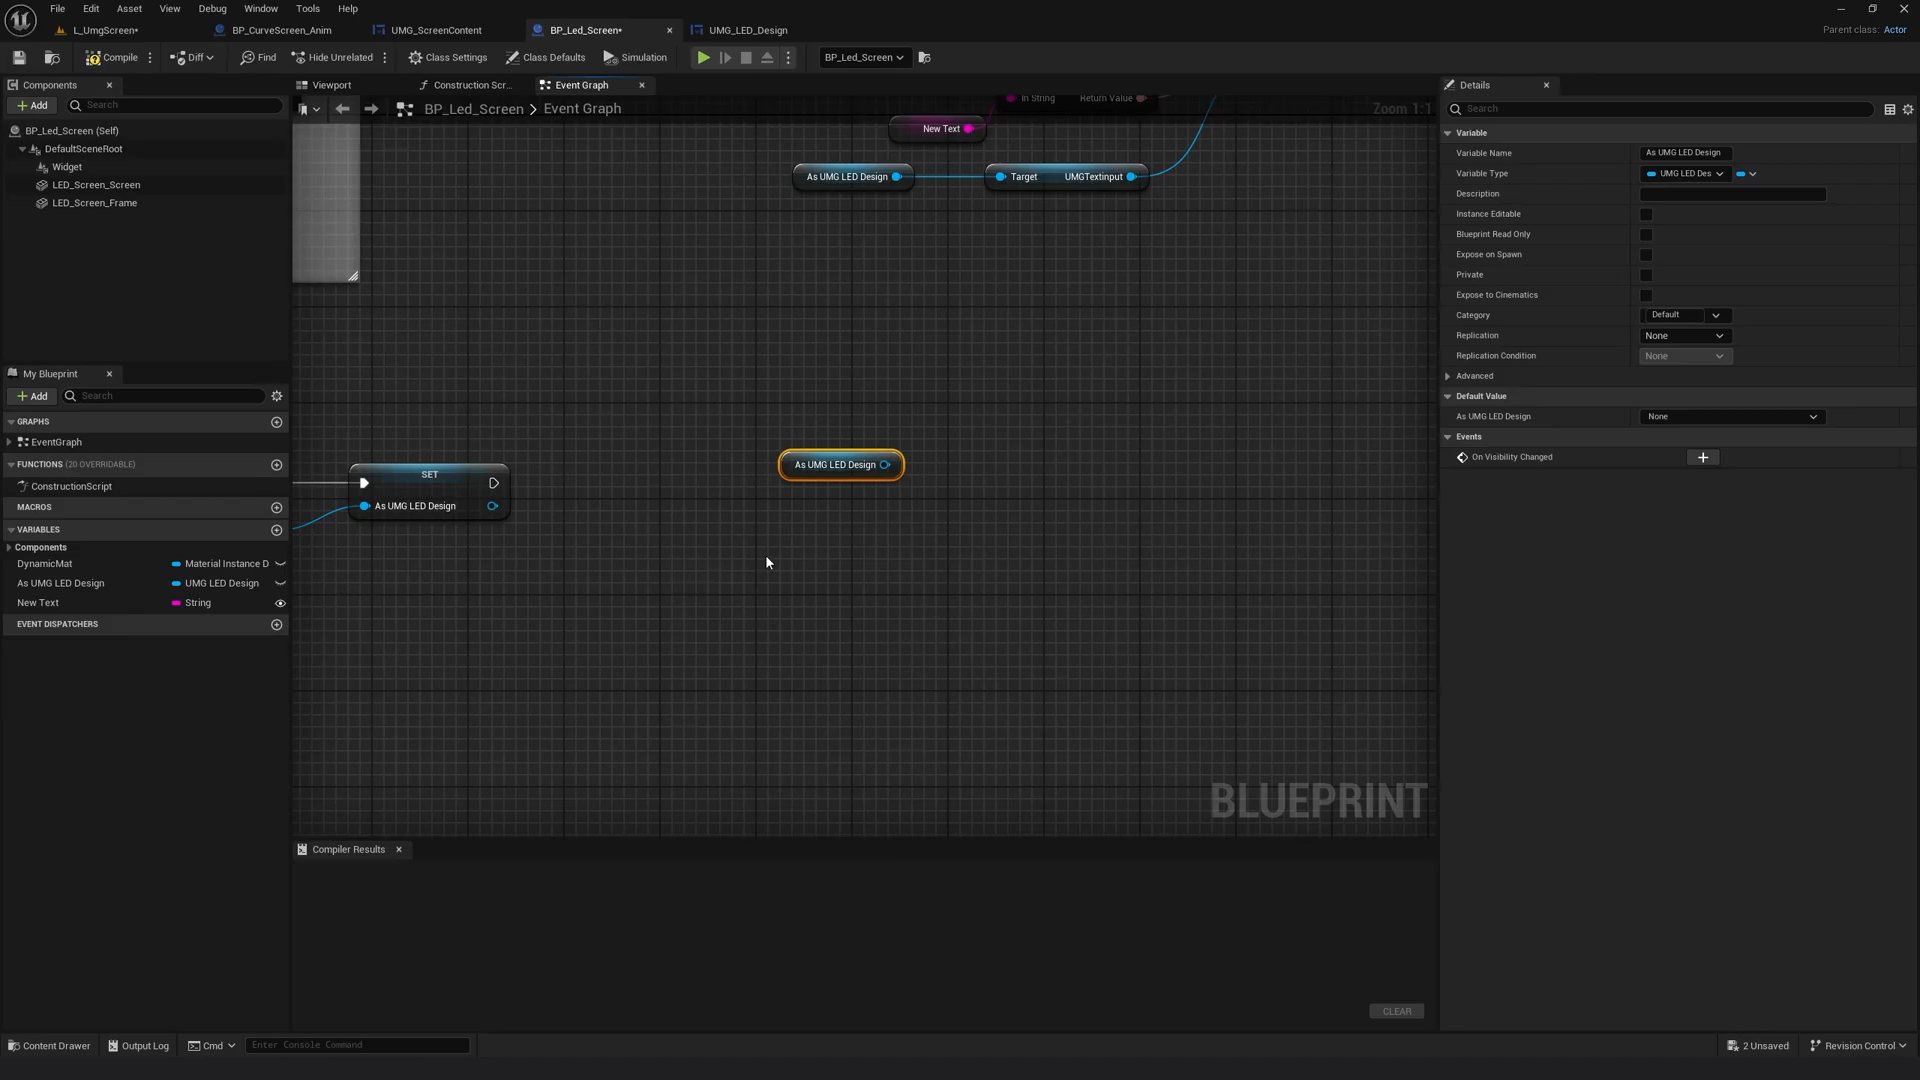 File Edit Asset View Debug Window Tools Help
L_UmgScreen* BP_CurveScreen_Anim UMG_ScreenContent BP_Led_Screen* UMG_LED_Design Parent class: Actor
Compile Diff Find Hide Unrelated Class Settings Class Defaults Simulation BP_Led_Screen
Components
Add Search
BP_Led_Screen (Self)
DefaultSceneRoot
Widget
LED_Screen_Screen
LED_Screen_Frame
My Blueprint
Add Search
GRAPHS
EventGraph
FUNCTIONS (20 OVERRIDABLE)
ConstructionScript
MACROS
VARIABLES
Components
DynamicMat Material Instance D
As UMG LED Design UMG LED Design
New Text String
EVENT DISPATCHERS
Viewport Construction Scr... Event Graph
BP_Led_Screen > Event Graph Zoom 1:1
In String Return Value
New Text
As UMG LED Design Target UMGTextInput
SET
As UMG LED Design
As UMG LED Design
BLUEPRINT
Compiler Results
CLEAR
Details
Search
Variable
Variable Name As UMG LED Design
Variable Type UMG LED Des
Description
Instance Editable
Blueprint Read Only
Expose on Spawn
Private
Expose to Cinematics
Category Default
Replication None
Replication Condition None
Advanced
Default Value
As UMG LED Design None
Events
On Visibility Changed
Content Drawer Output Log Cmd Enter Console Command 2 Unsaved Revision Control